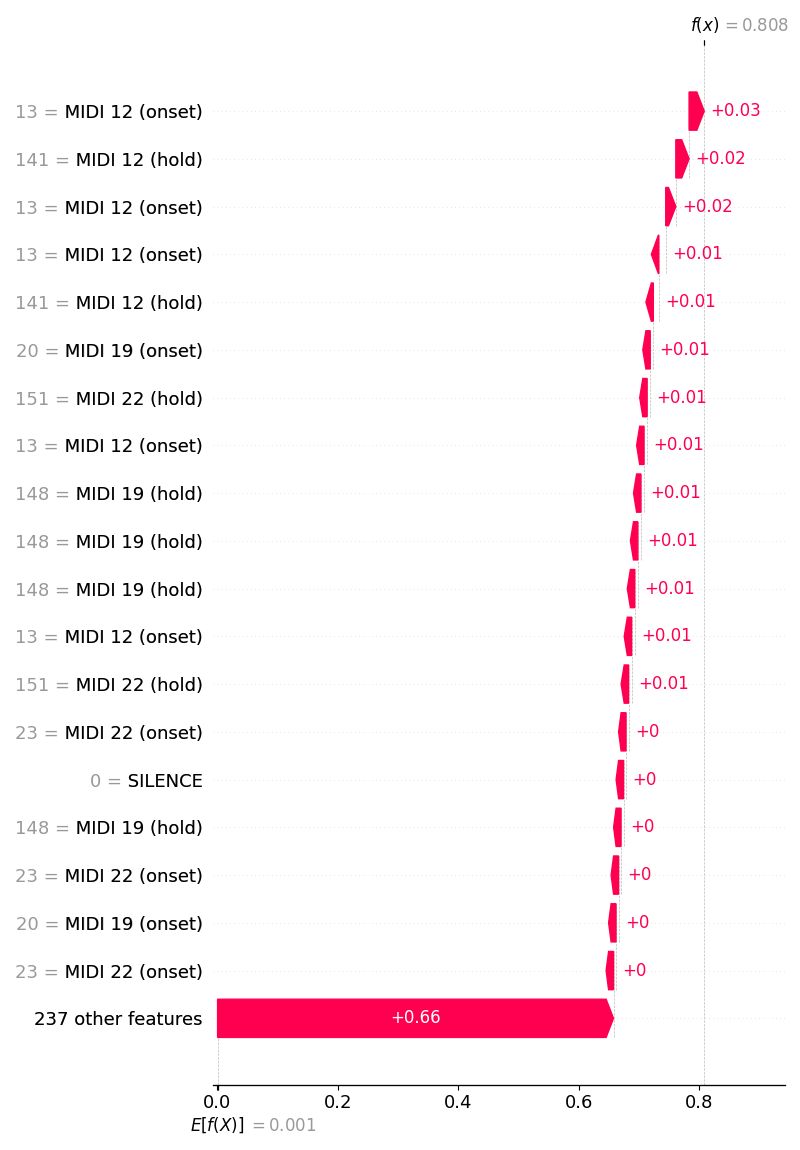 f(x) = 0.808
13 = MIDI 12 (onset) +0.03
141 = MIDI 12 (hold) +0.02
13 = MIDI 12 (onset) +0.02
13 = MIDI 12 (onset) +0.01
141 = MIDI 12 (hold) +0.01
20 = MIDI 19 (onset) +0.01
151 = MIDI 22 (hold) +0.01
13 = MIDI 12 (onset) +0.01
148 = MIDI 19 (hold) +0.01
148 = MIDI 19 (hold) +0.01
148 = MIDI 19 (hold) +0.01
13 = MIDI 12 (onset) +0.01
151 = MIDI 22 (hold) +0.01
23 = MIDI 22 (onset) +0
0 = SILENCE +0
148 = MIDI 19 (hold) +0
23 = MIDI 22 (onset) +0
20 = MIDI 19 (onset) +0
23 = MIDI 22 (onset) +0
237 other features +0.66
0.0 0.2 0.4 0.6 0.8
E[f(X)] = 0.001